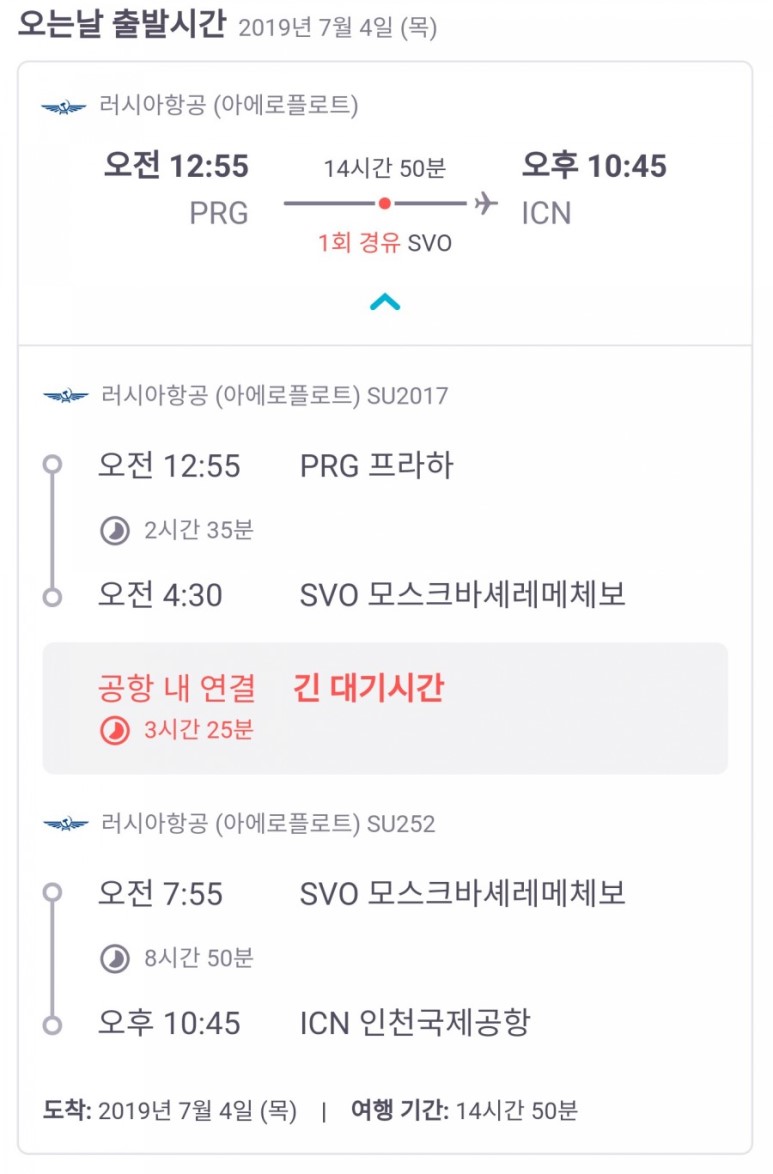 오는날 출발시간 2019년 7월 4일 (목)
러시아항공 (아에로플로트)
오전 12:55 14시간 50분 오후 10:45
PRG ICN
1회 경유 SVO
러시아항공 (아에로플로트) SU2017
오전 12:55 PRG 프라하
2시간 35분
오전 4:30 SVO 모스크바셰레메체보
공항 내 연결 긴 대기시간
3시간 25분
러시아항공 (아에로플로트) SU252
오전 7:55 SVO 모스크바셰레메체보
8시간 50분
오후 10:45 ICN 인천국제공항
도착: 2019년 7월 4일 (목) | 여행 기간: 14시간 50분